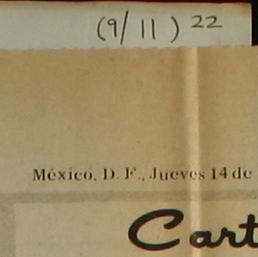 (9/11) 22
México, D. F., Jueves 14 de
Cart